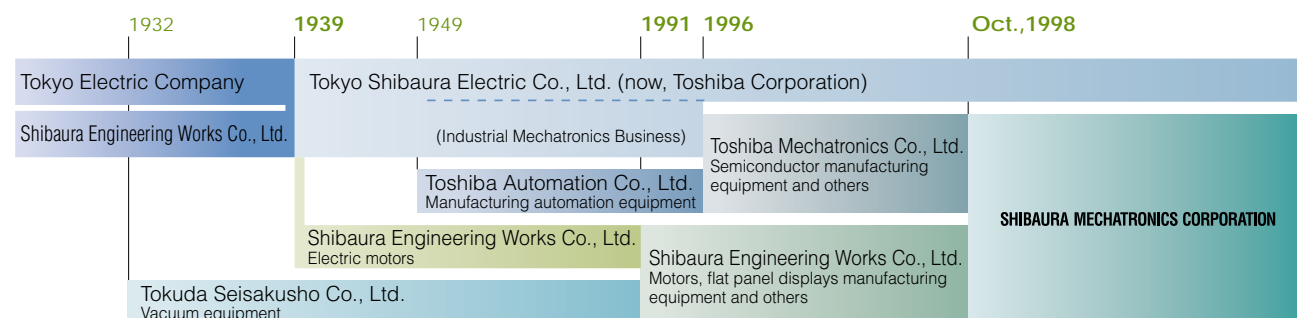 1932
1939
1949
1991
1996
Oct.,1998
Tokyo Electric Company
Tokyo Shibaura Electric Co., Ltd. (now, Toshiba Corporation)
Shibaura Engineering Works Co., Ltd.
(Industrial Mechatronics Business)
Toshiba Mechatronics Co., Ltd.
Semiconductor manufacturing
equipment and others
Toshiba Automation Co., Ltd.
Manufacturing automation equipment
SHIBAURA MECHATRONICS CORPORATION
Shibaura Engineering Works Co., Ltd.
Electric motors
Shibaura Engineering Works Co., Ltd.
Motors, flat panel displays manufacturing
equipment and others
Tokuda Seisakusho Co., Ltd.
Vacuum equipment